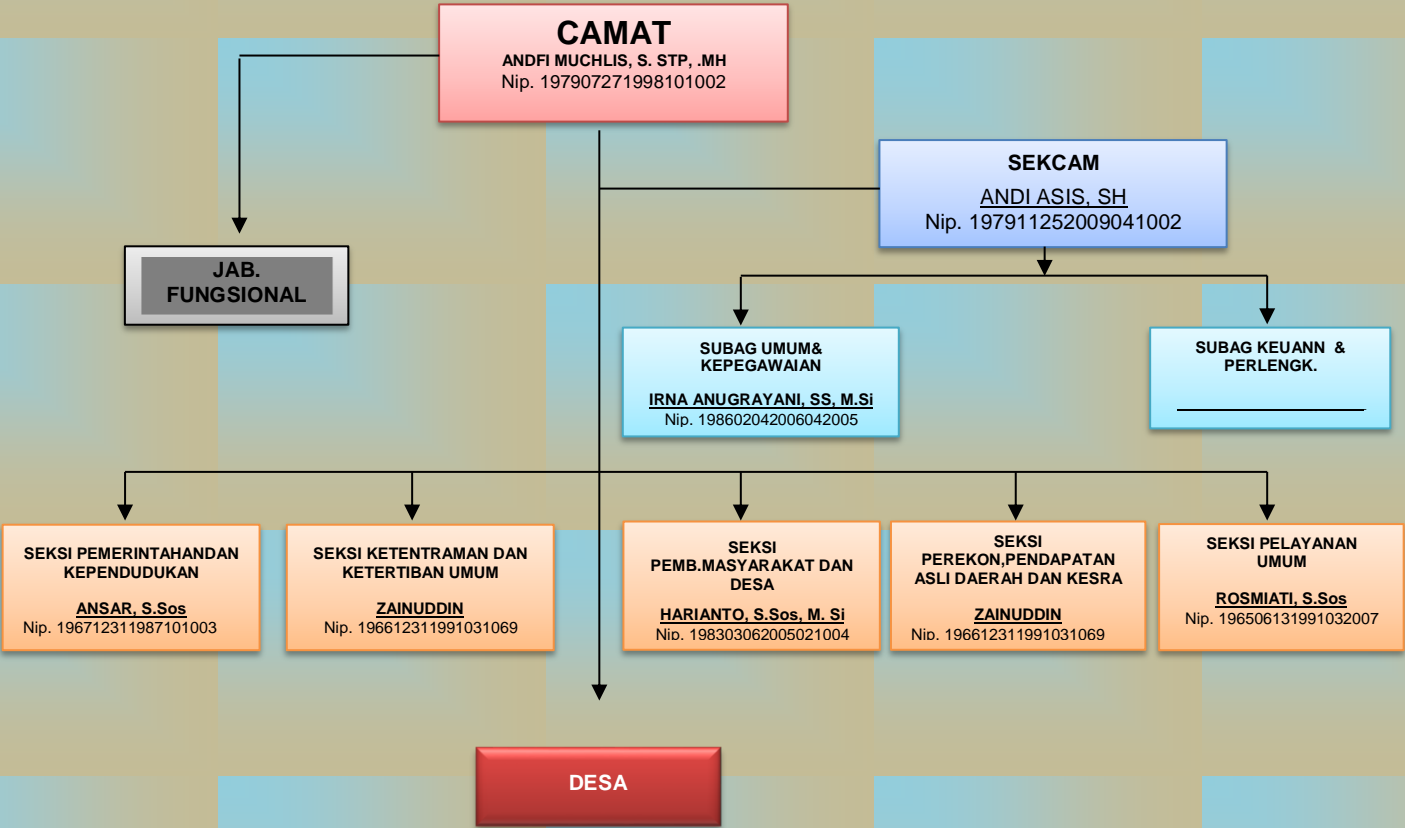 CAMAT
ANDFI MUCHLIS, S. STP, .MH
Nip. 197907271998101002
SEKCAM
ANDI ASIS, SH
Nip. 197911252009041002
JAB.
FUNGSIONAL
SUBAG UMUM&
KEPEGAWAIAN
IRNA ANUGRAYANI, SS, M.Si
Nip. 198602042006042005
SUBAG KEUANN &
PERLENGK.
SEKSI PEMERINTAHANDAN
KEPENDUDUKAN
ANSAR, S.Sos
Nip. 196712311987101003
SEKSI KETENTRAMAN DAN
KETERTIBAN UMUM
ZAINUDDIN
Nip. 196612311991031069
SEKSI
PEMB.MASYARAKAT DAN
DESA
HARIANTO, S.Sos, M. Si
Nip. 198303062005021004
SEKSI
PEREKON,PENDAPATAN
ASLI DAERAH DAN KESRA
ZAINUDDIN
Nip. 196612311991031069
SEKSI PELAYANAN
UMUM
ROSMIATI, S.Sos
Nip. 196506131991032007
DESA